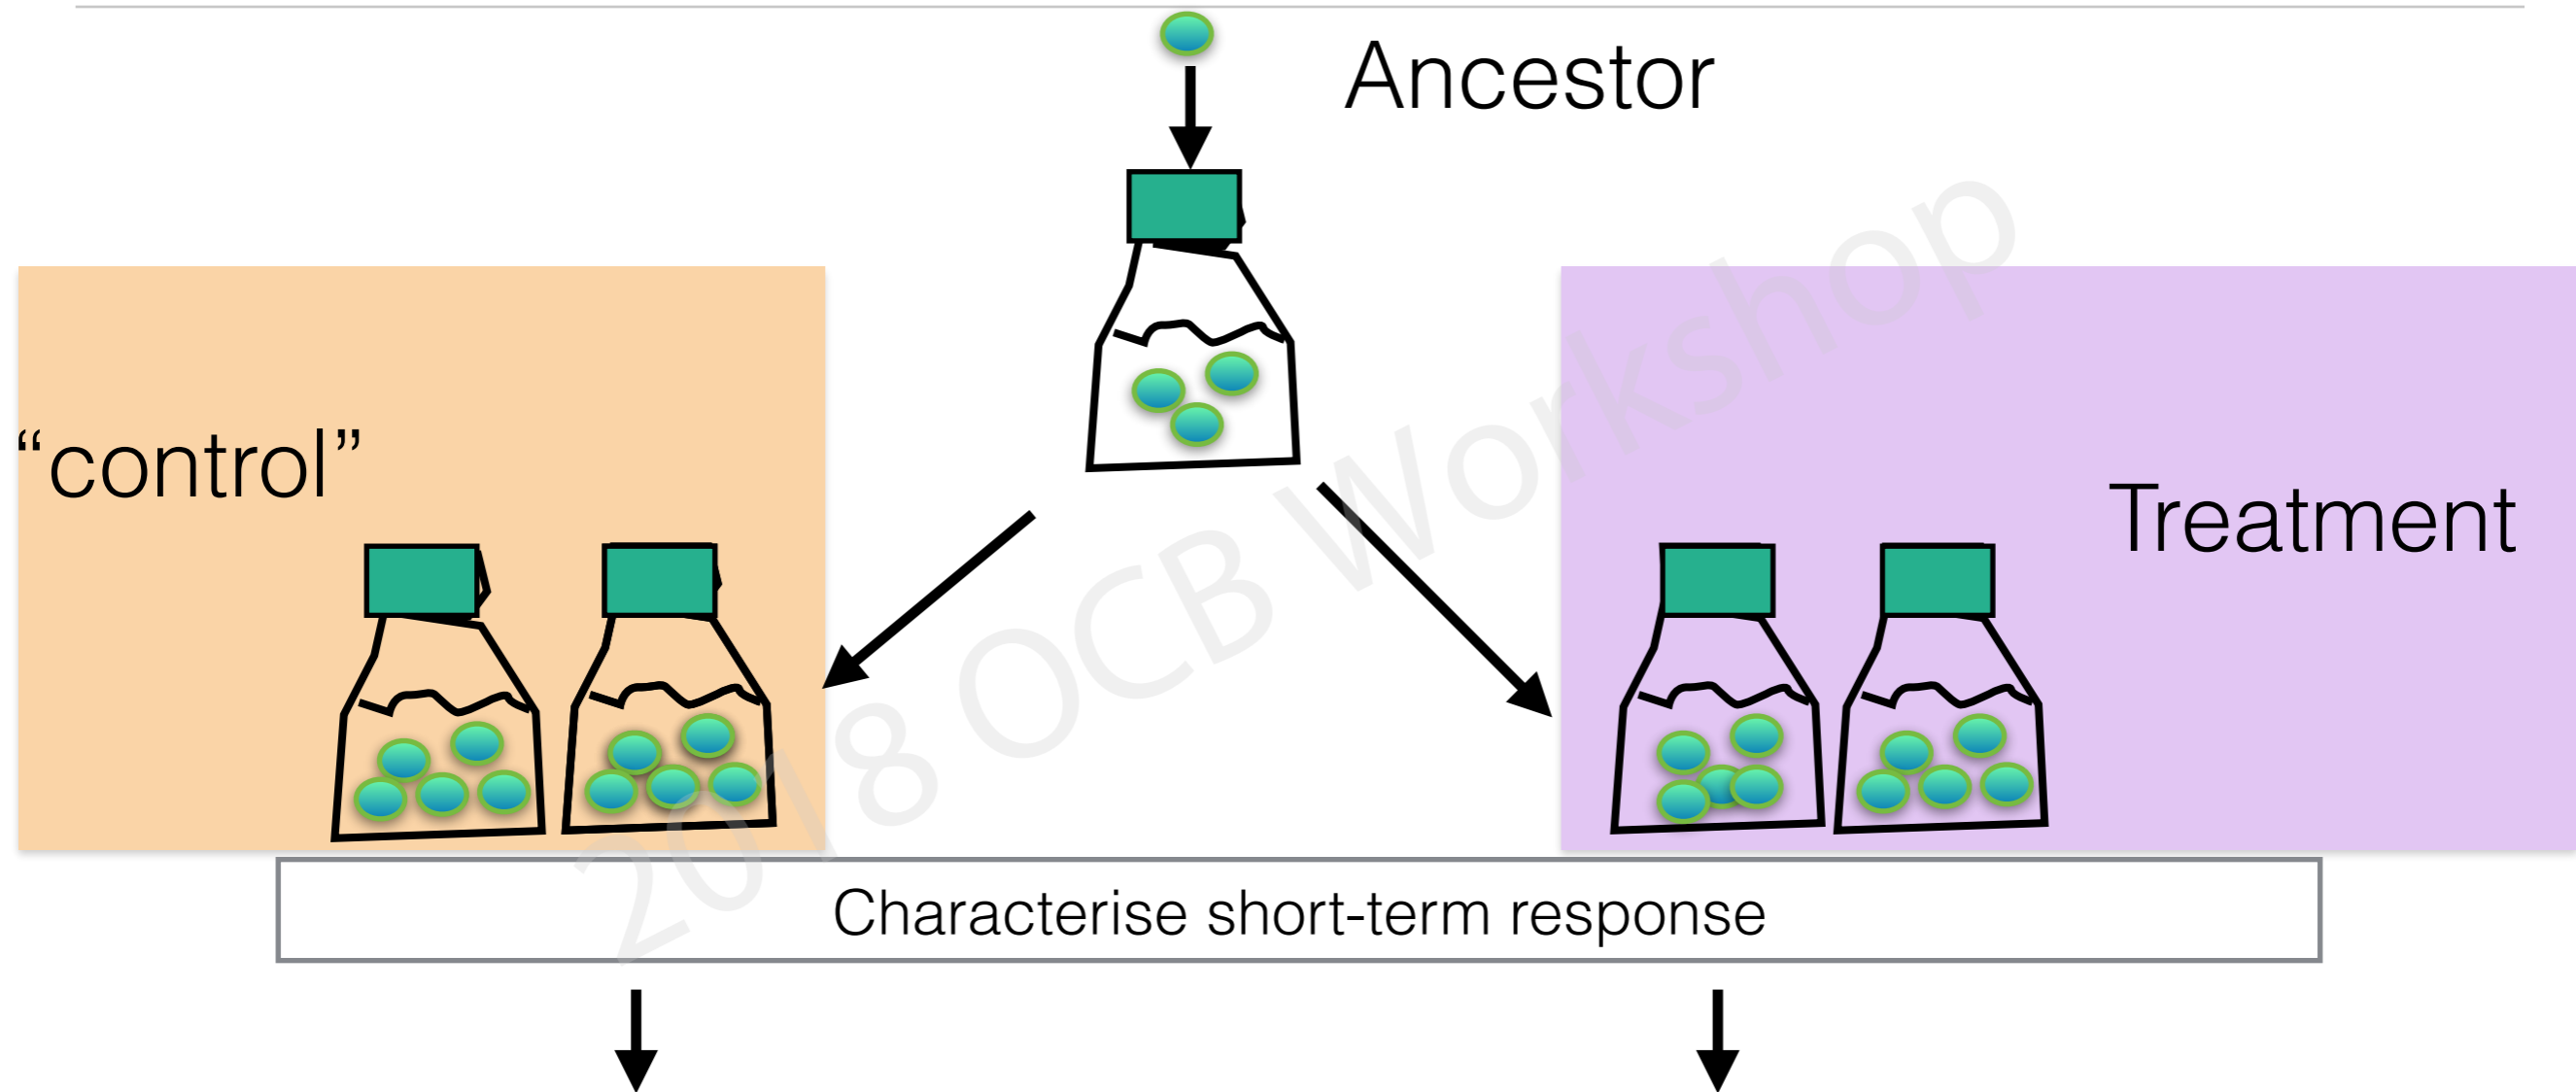 Ancestor
“control”
Treatment
Characterise short-term response
2018 OCB Workshop